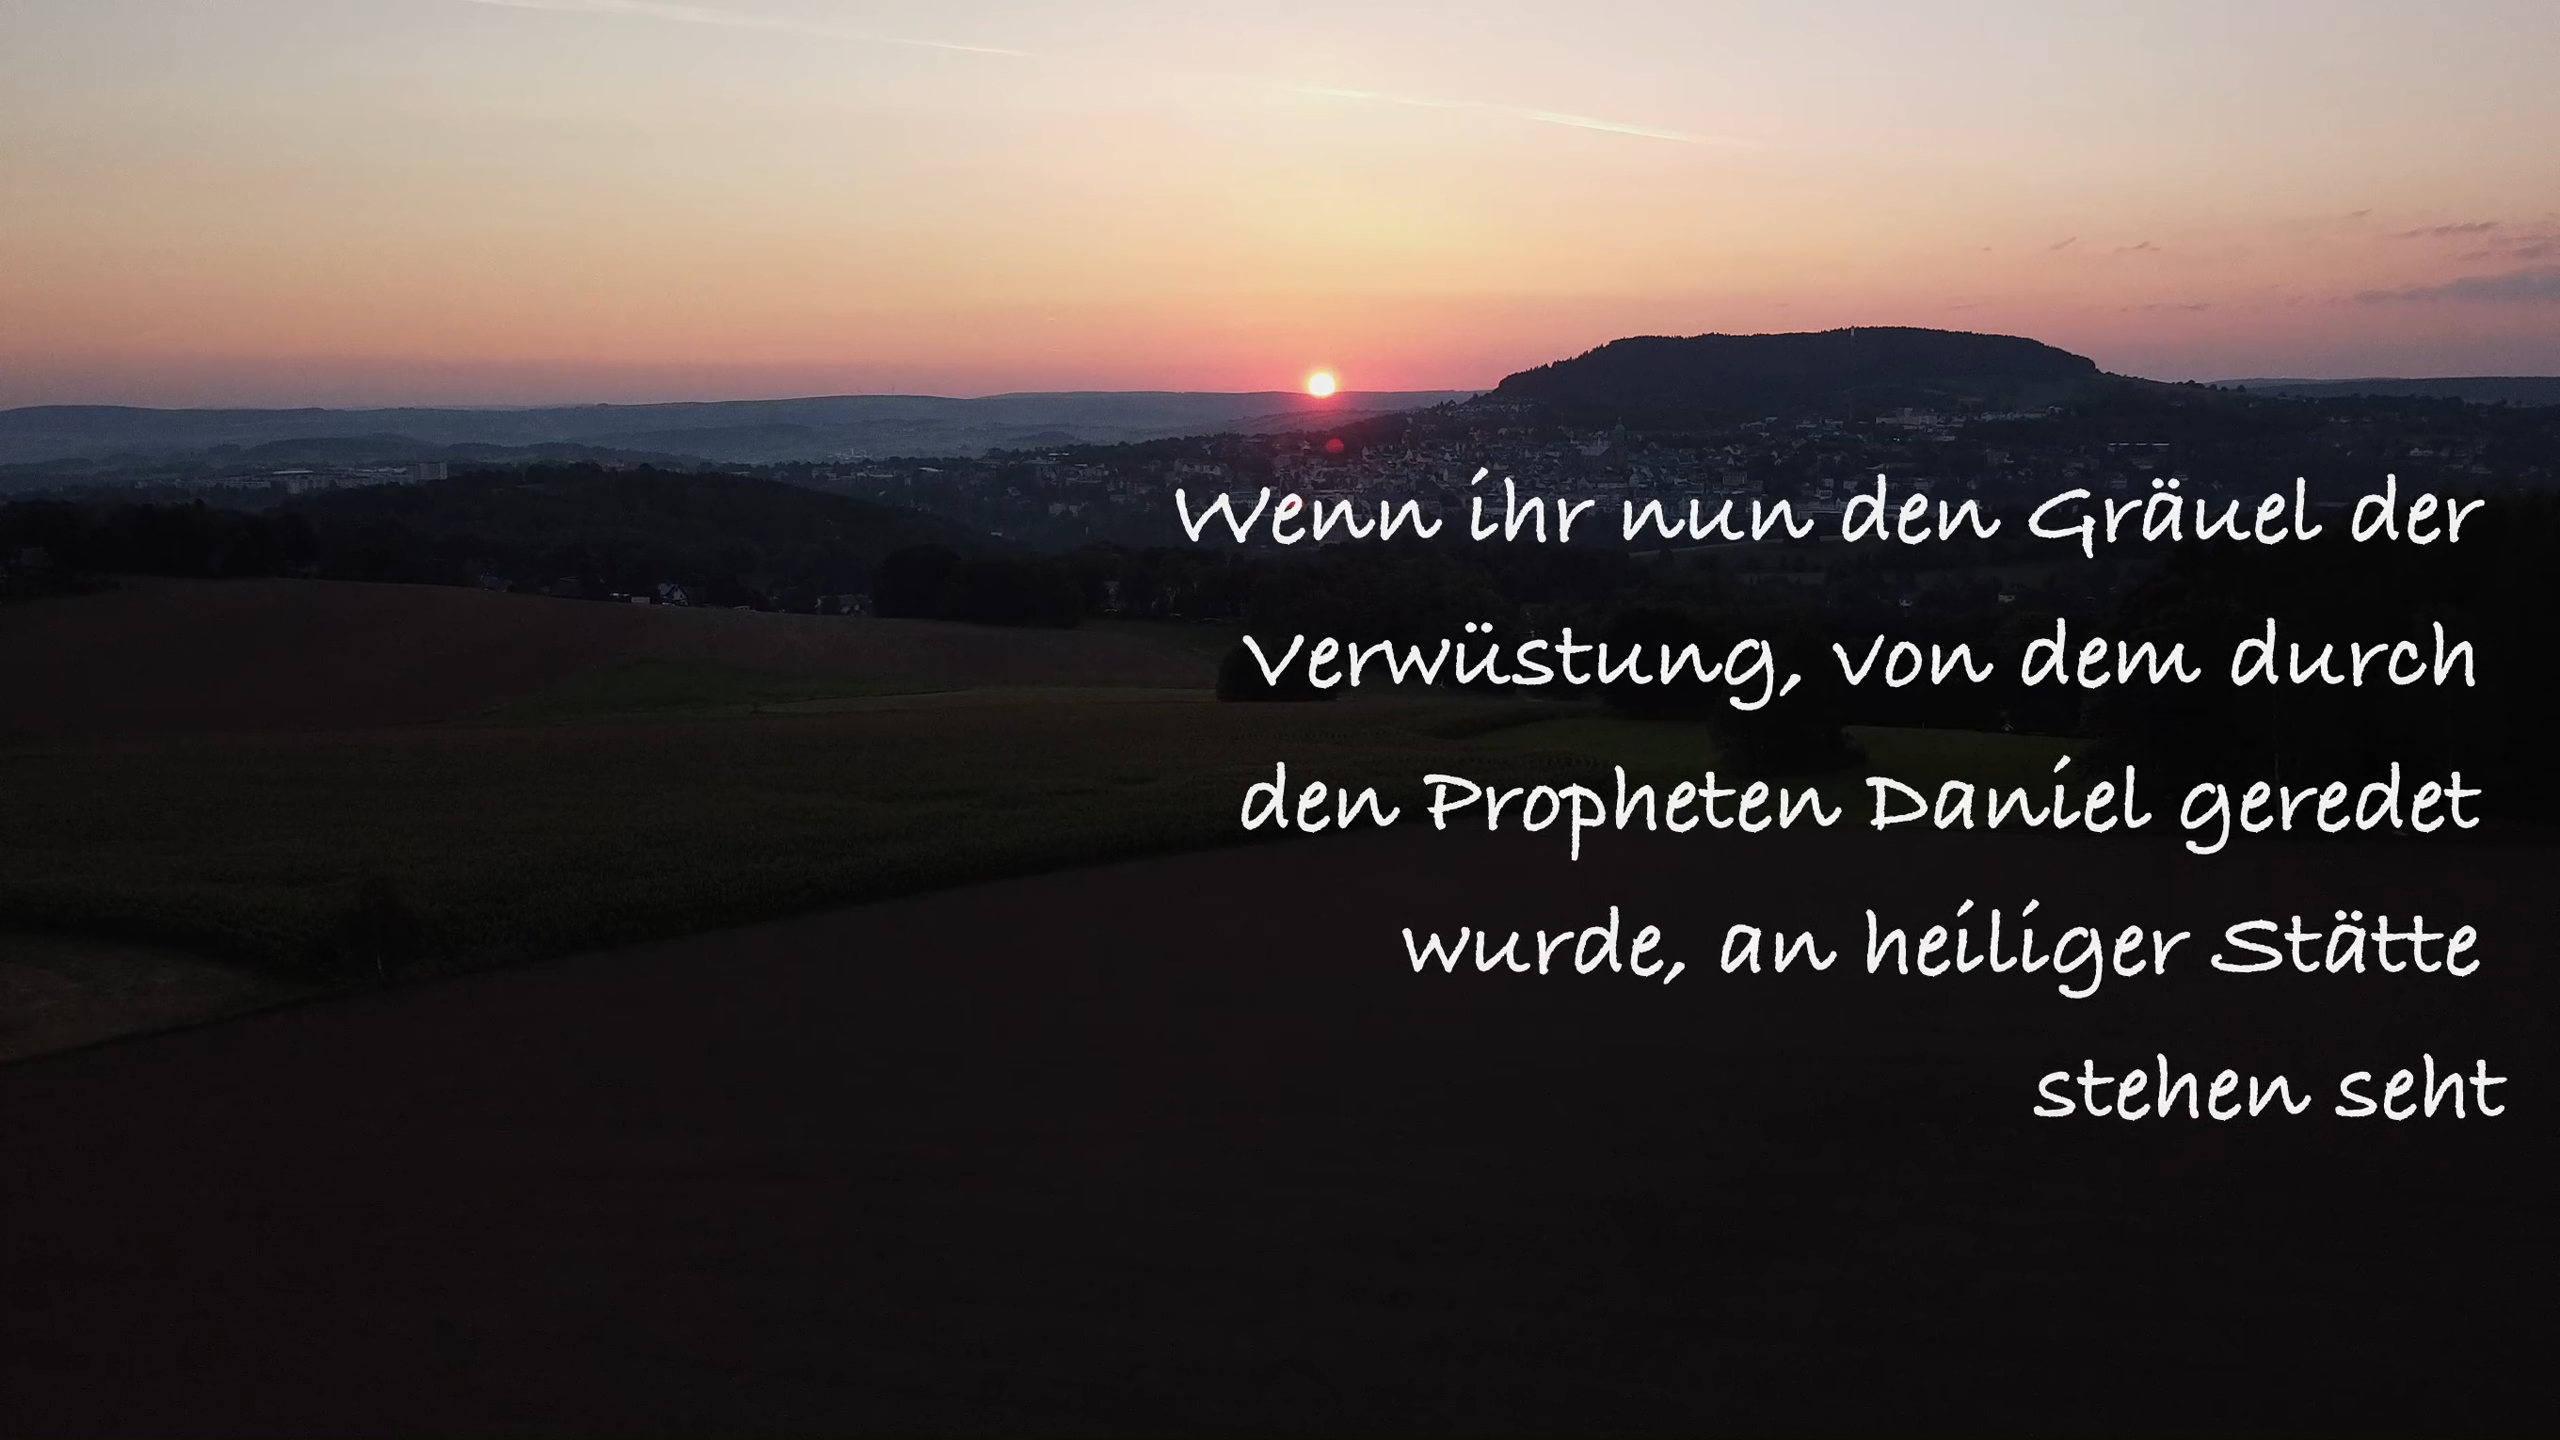 Wenn ihr nun den Gräuel der
Verwüstung, von dem durch
den Propheten Daniel geredet
wurde, an heiliger Stätte
stehen seht